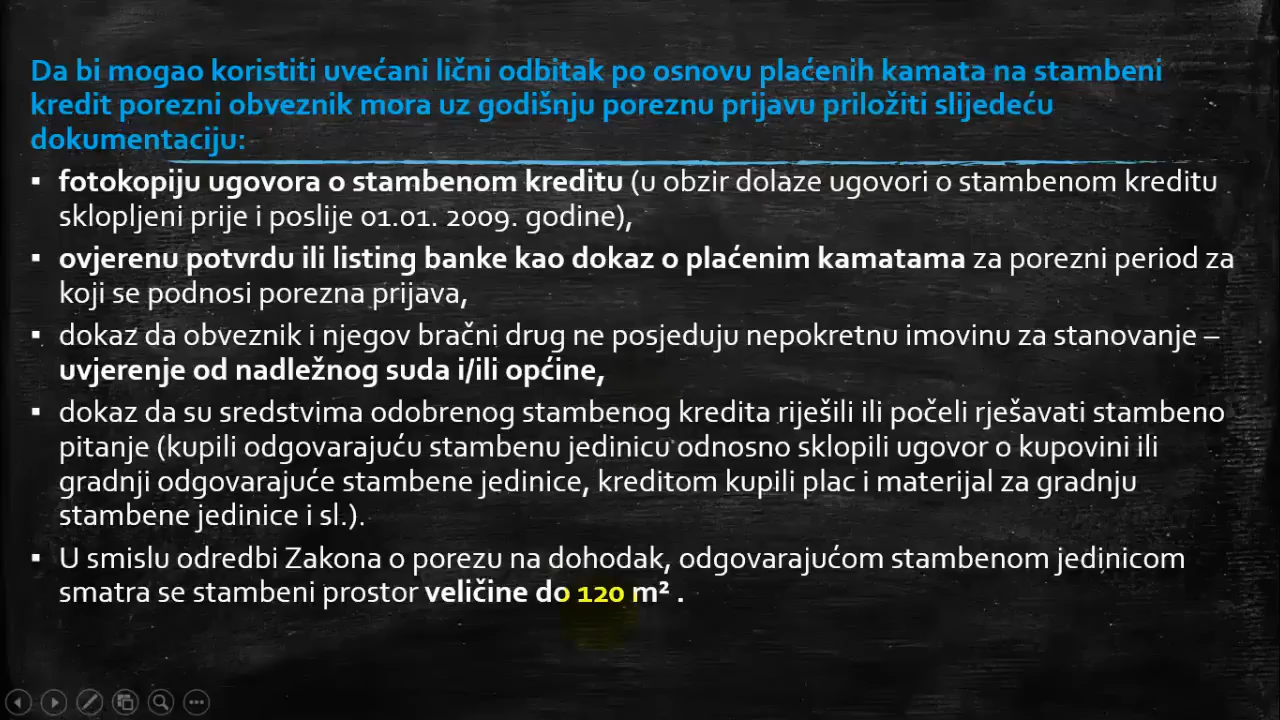 Da bi mogao koristiti uvećani lični odbitak po osnovu plaćenih kamata na stambeni
kredit porezni obveznik mora uz godišnju poreznu prijavu priložiti slijedeću
dokumentaciju:
▪ fotokopiju ugovora o stambenom kreditu (u obzir dolaze ugovori o stambenom kreditu
sklopljeni prije i poslije 01.01. 2009. godine),
▪ ovjerenu potvrdu ili listing banke kao dokaz o plaćenim kamatama za porezni period za
koji se podnosi porezna prijava,
▪ dokaz da obveznik i njegov bračni drug ne posjeduju nepokretnu imovinu za stanovanje –
uvjerenje od nadležnog suda i/ili općine,
▪ dokaz da su sredstvima odobrenog stambenog kredita riješili ili počeli rješavati stambeno
pitanje (kupili odgovarajuću stambenu jedinicu odnosno sklopili ugovor o kupovini ili
gradnji odgovarajuće stambene jedinice, kreditom kupili plac i materijal za gradnju
stambene jedinice i sl.).
▪ U smislu odredbi Zakona o porezu na dohodak, odgovarajućom stambenom jedinicom
smatra se stambeni prostor veličine do 120 m² .